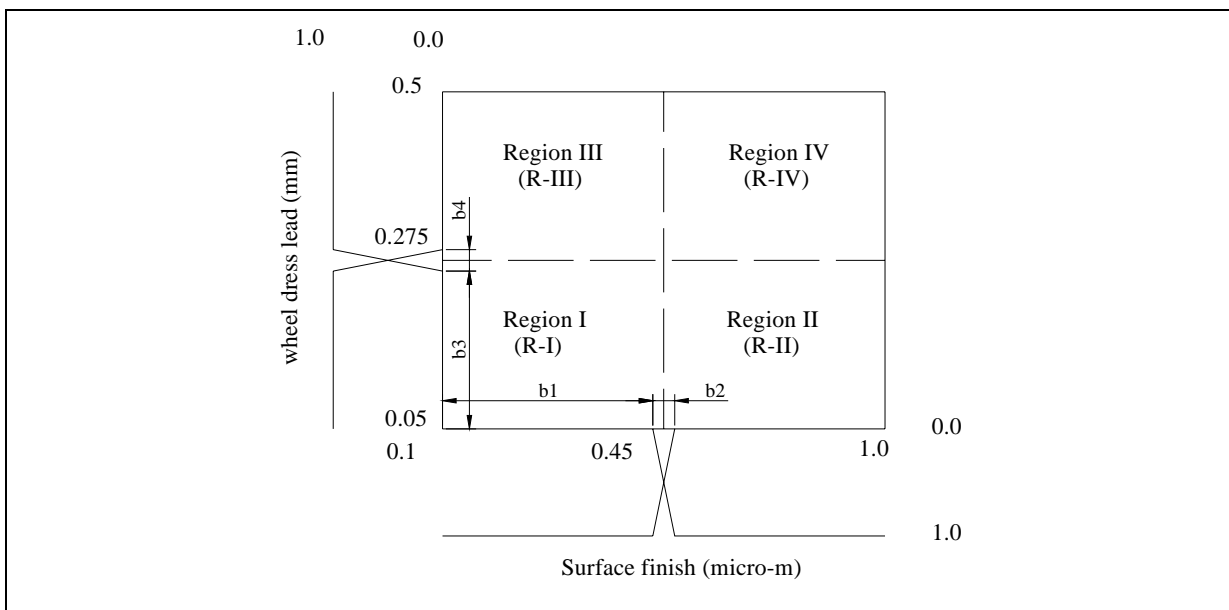 1.0 0.0
0.5
Region III
(R-III)
Region IV
(R-IV)
b4
wheel dress lead (mm)
0.275
Region I
(R-I)
Region II
(R-II)
b3
b1
b2
0.05
0.0
0.1
0.45
1.0
1.0
Surface finish (micro-m)